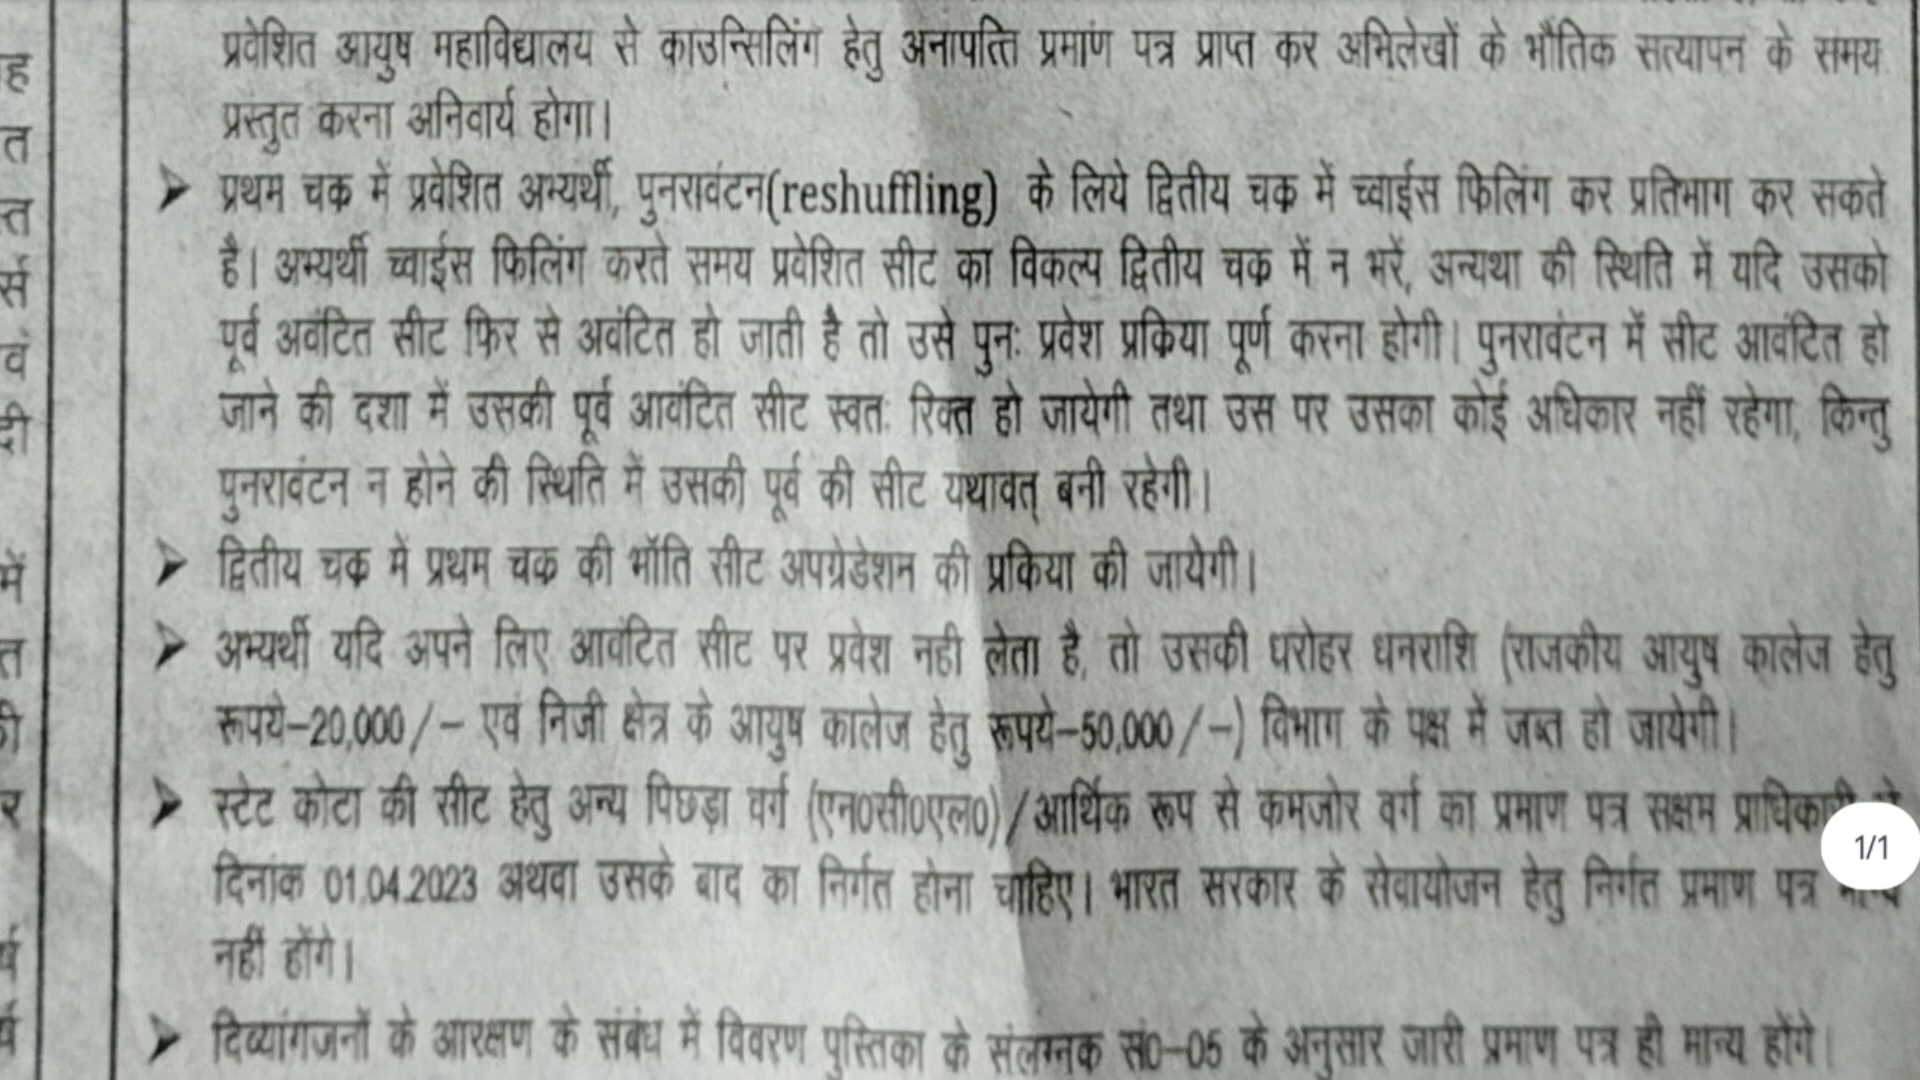 प्रवेशित आयुष महाविद्यालय से काउन्सिलिंग हेतु अनापत्ति प्रमांण पत्र प्राप्त कर अभिलेखों के भौतिक सत्यापन के समय
ह
प्रस्तुत करना अनिवार्य होगा।
त
➤ प्रथम चक्र में प्रवेशित अभ्यर्थी, पुनरावंटन(reshuffling) के लिये द्वितीय चक्र में च्वाईस फिलिंग कर प्रतिभाग कर सकते
स्त
है। अभ्यर्थी च्वाईस फिलिंग करते समय प्रवेशित सीट का विकल्प द्वितीय चक्र में न भरें, अन्यथा की स्थिति में यदि उसको
र्स
पूर्व अवंटित सीट फिर से अवंटित हो जाती है तो उसे पुनः प्रवेश प्रक्रिया पूर्ण करना होगी। पुनरावंटन में सीट आवंटित हो
वं
जाने की दशा में उसकी पूर्व आवंटित सीट स्वतः रिक्त हो जायेगी तथा उस पर उसका कोई अधिकार नहीं रहेगा, किन्तु
पुनरावंटन न होने की स्थिति में उसकी पूर्व की सीट यथावत् बनी रहेगी।
➤ द्वितीय चक्र में प्रथम चक्र की भॉति सीट अपग्रेडेशन की प्रक्रिया की जायेगी।
में
➤ अभ्यर्थी यदि अपने लिए आवंटित सीट पर प्रवेश नही लेता है, तो उसकी धरोहर धनराशि (राजकीय आयुष कालेज हेतु
त
रूपये–20,000/– एवं निजी क्षेत्र के आयुष कालेज हेतु रूपये–50,000/–) विभाग के पक्ष में जब्त हो जायेगी।
➤ स्टेट कोटा की सीट हेतु अन्य पिछड़ा वर्ग (एन0सी0एल0)/आर्थिक रूप से कमजोर वर्ग का प्रमाण पत्र सक्षम
र
दिनांक 01.04.2023 अथवा उसके बाद का निर्गत होना चाहिए। भारत सरकार के सेवायोजन हेतु निर्गत प्रमाण पत्र
1/1
नहीं होंगे।
र्ष
➤ दिव्यांगजनों के आरक्षण के संबंध में विवरण पुस्तिका के संलग्नक सं0–05 के अनुसार जारी प्रमाण पत्र ही मान्य होंगे।